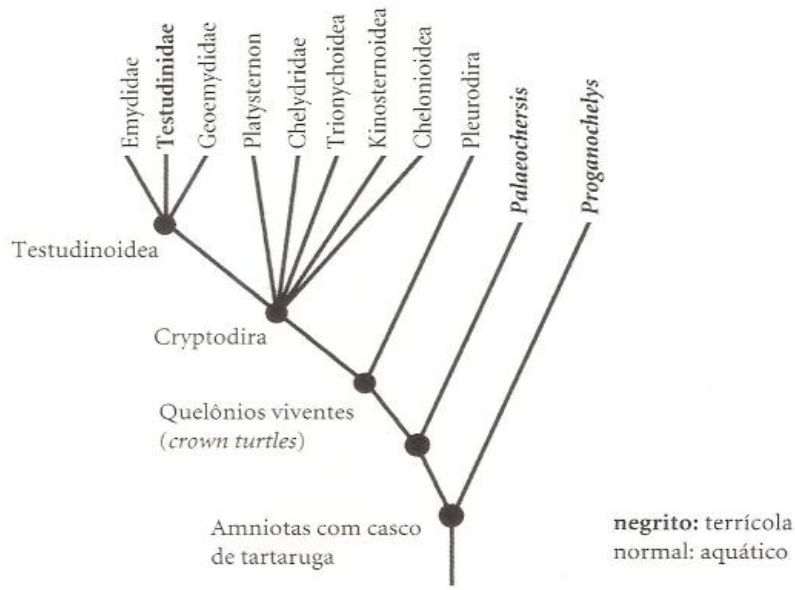 Emydidae
Testudinidae
Geoemydidae
Platysternon
Chelydridae
Trionychoidea
Kinosternoidea
Chelonioidea
Pleurodira
Palaeochersis
Proganochelys
Testudinoidea
Cryptodira
Quelônios viventes
(crown turtles)
Amniotas com casco
de tartaruga
negrito: terrícola
normal: aquático